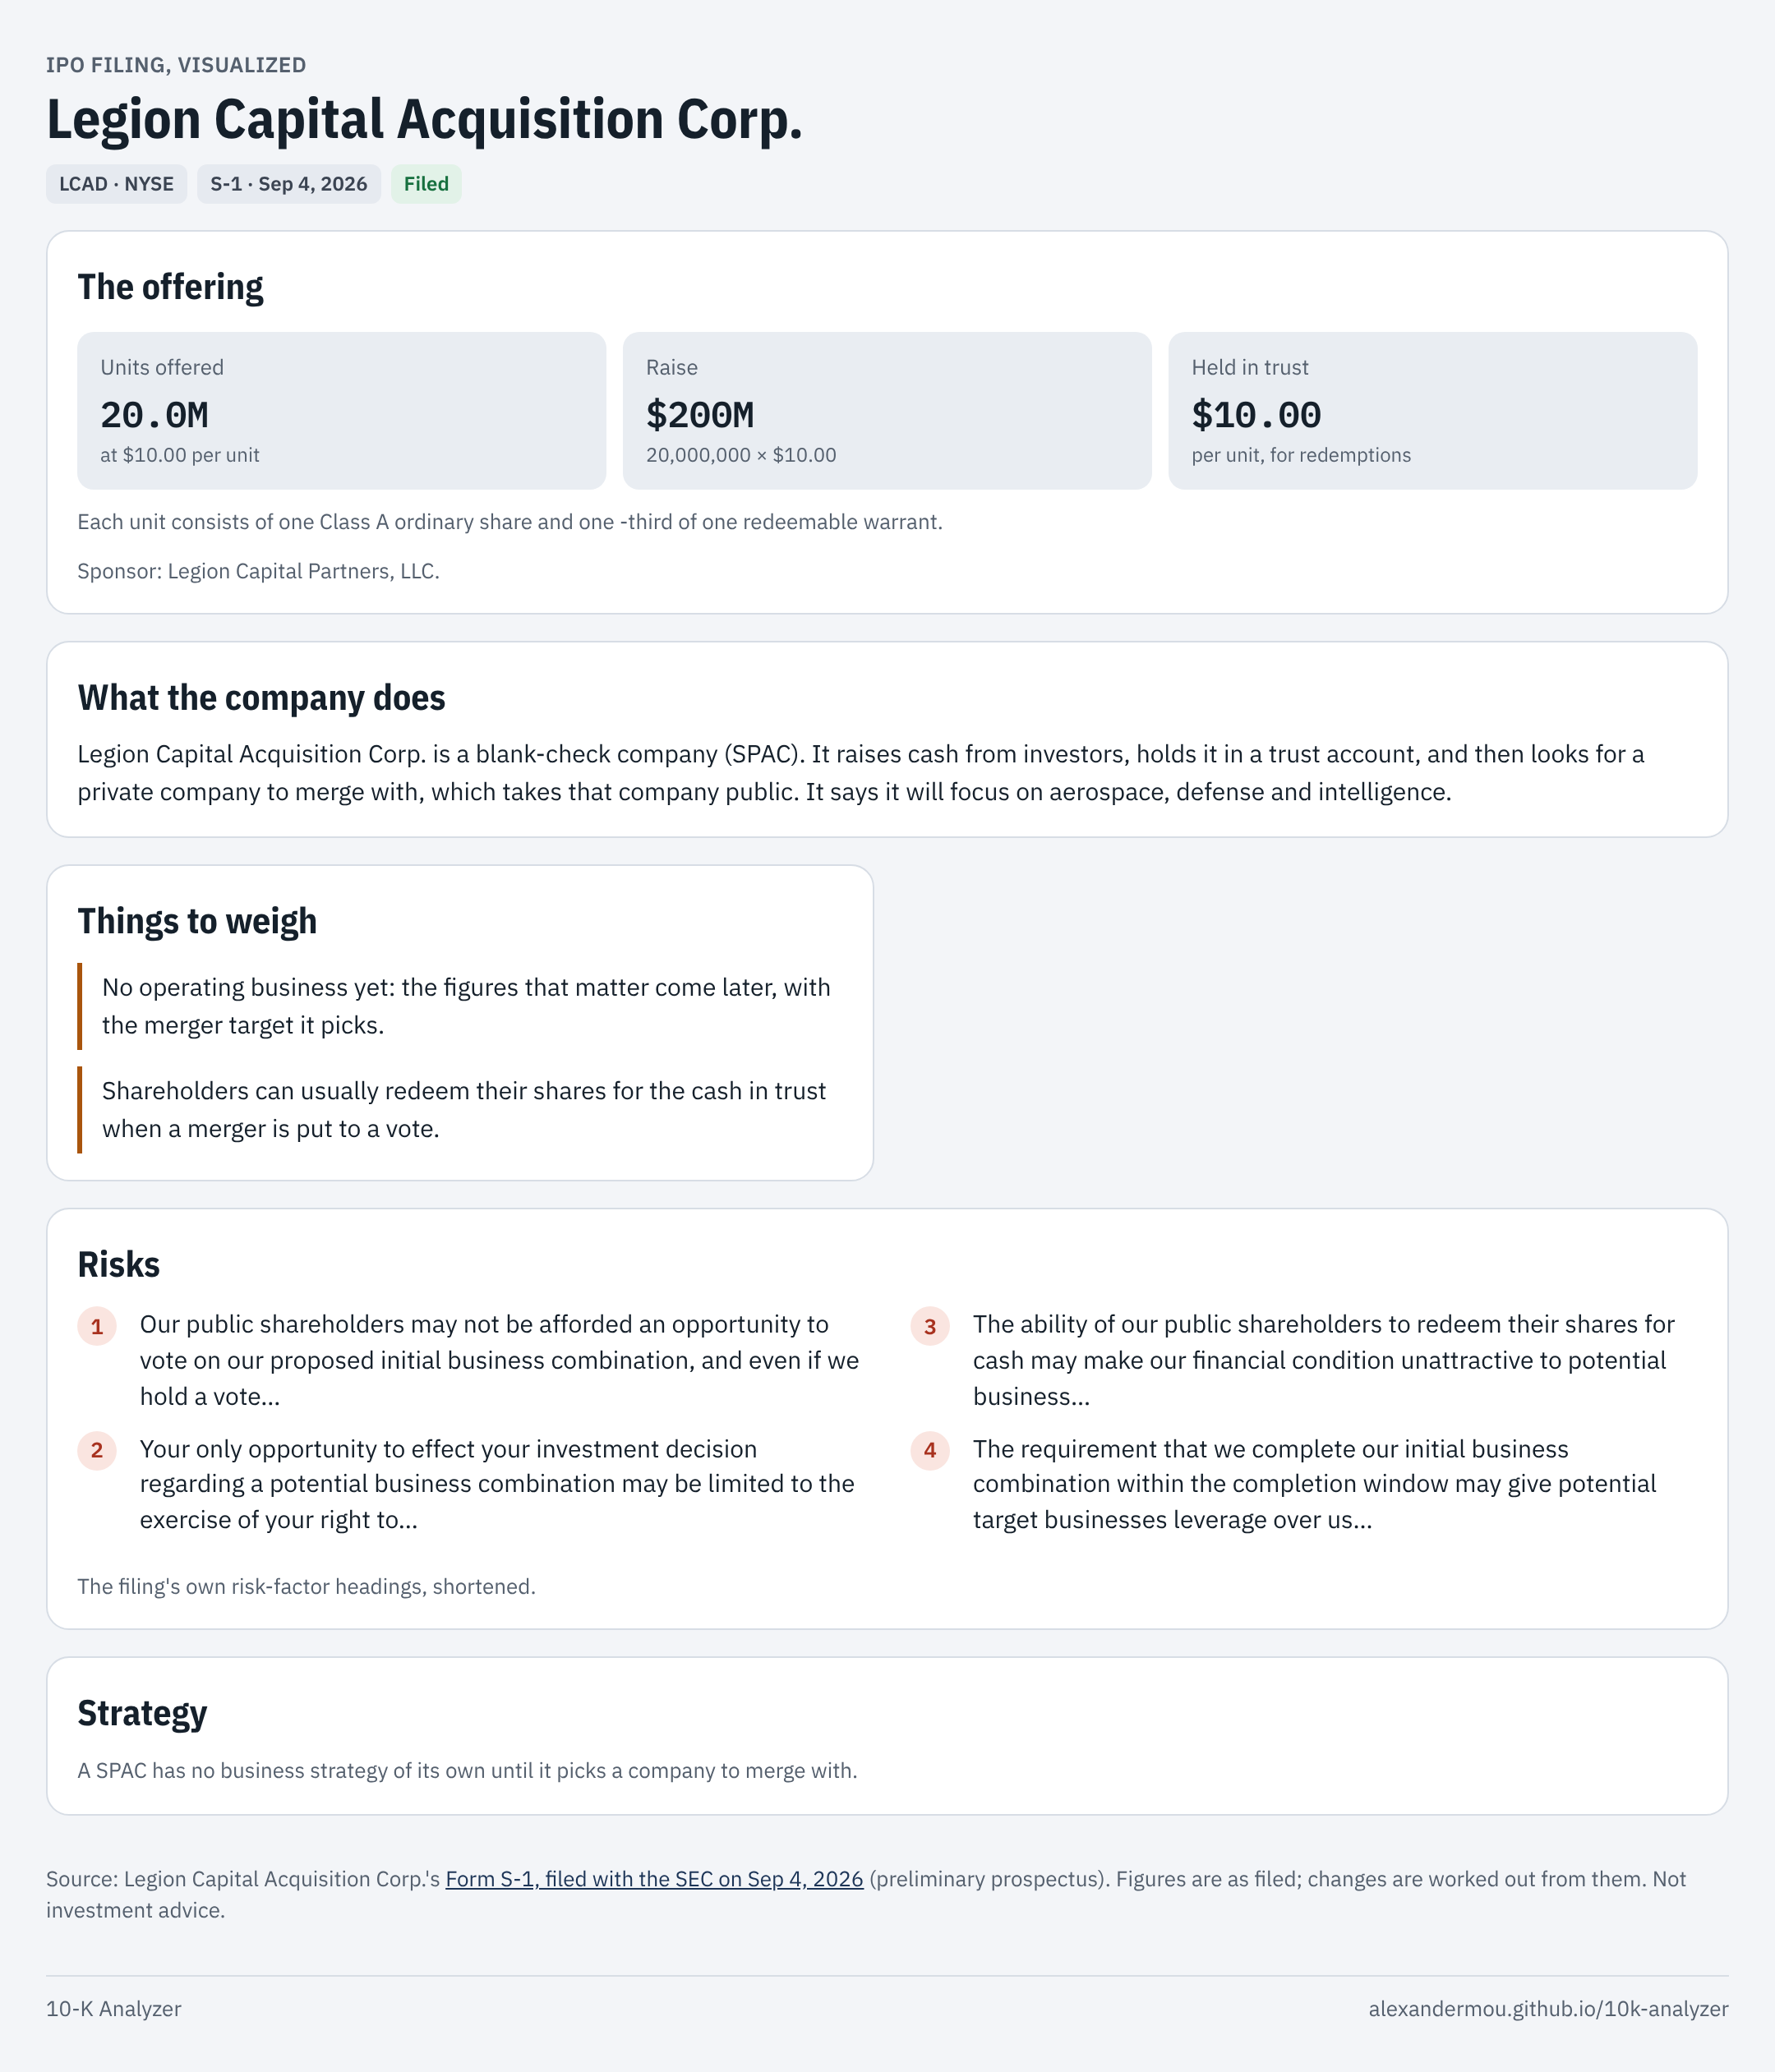 IPO FILING, VISUALIZED
Legion Capital Acquisition Corp.
LCAD · NYSE S-1 · Sep 4, 2026 Filed
The offering
Units offered
20.0M
at $10.00 per unit
Raise
$200M
20,000,000 × $10.00
Held in trust
$10.00
per unit, for redemptions
Each unit consists of one Class A ordinary share and one -third of one redeemable warrant.
Sponsor: Legion Capital Partners, LLC.
What the company does
Legion Capital Acquisition Corp. is a blank-check company (SPAC). It raises cash from investors, holds it in a trust account, and then looks for a
private company to merge with, which takes that company public. It says it will focus on aerospace, defense and intelligence.
Things to weigh
No operating business yet: the figures that matter come later, with
the merger target it picks.
Shareholders can usually redeem their shares for the cash in trust
when a merger is put to a vote.
Risks
1 Our public shareholders may not be afforded an opportunity to
vote on our proposed initial business combination, and even if we
hold a vote…
2 Your only opportunity to effect your investment decision
regarding a potential business combination may be limited to the
exercise of your right to…
3 The ability of our public shareholders to redeem their shares for
cash may make our financial condition unattractive to potential
business…
4 The requirement that we complete our initial business
combination within the completion window may give potential
target businesses leverage over us…
The filing's own risk-factor headings, shortened.
Strategy
A SPAC has no business strategy of its own until it picks a company to merge with.
Source: Legion Capital Acquisition Corp.'s Form S-1, filed with the SEC on Sep 4, 2026 (preliminary prospectus). Figures are as filed; changes are worked out from them. Not
investment advice.
10-K Analyzer
alexandermou.github.io/10k-analyzer